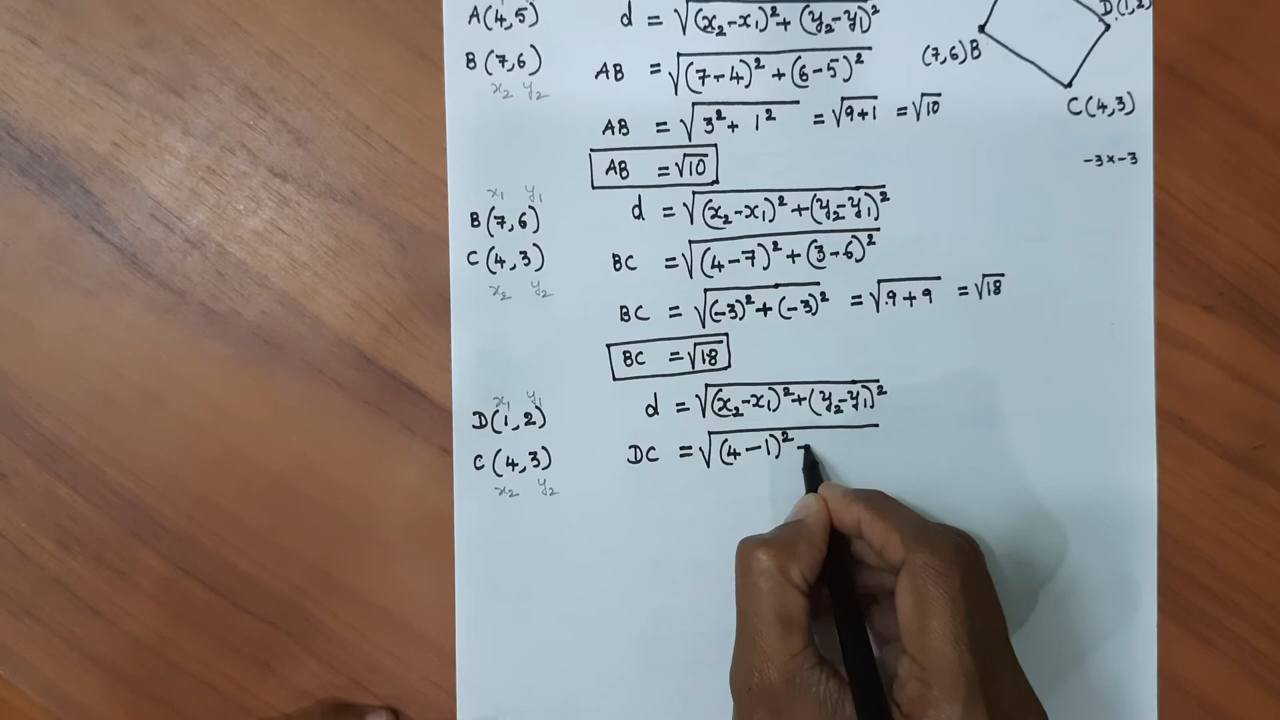 A(4,5) d = √(x₂-x₁)²+(y₂-y₁)²
D(1,2)
B(7,6) AB = √(7-4)²+(6-5)²
(7,6)B
x₂ y₂
C(4,3)
AB = √3²+1² = √9+1 = √10
-3×-3
AB = √10
x₁ y₁
B(7,6) d = √(x₂-x₁)²+(y₂-y₁)²
C(4,3) BC = √(4-7)²+(3-6)²
x₂ y₂
BC = √(-3)²+(-3)² = √9+9 = √18
BC = √18
x₁ y₁
D(1,2) d = √(x₂-x₁)²+(y₂-y₁)²
C(4,3) DC = √(4-1)²
x₂ y₂